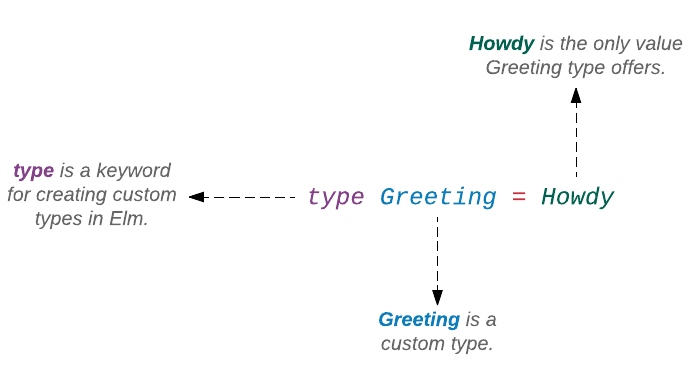 Howdy is the only value
Greeting type offers.
type is a keyword
for creating custom
types in Elm.
type Greeting = Howdy
Greeting is a
custom type.